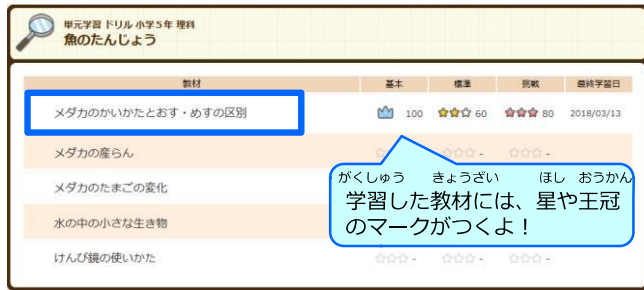 単元学習 ドリル 小学5年 理科
魚のたんじょう
教材 基本 標準 挑戦 最終学習日
メダカのかいかたとおす・めすの区別 100 60 80 2018/03/13
メダカの産らん - -
メダカのたまごの変化
水の中の小さな生き物
けんび鏡の使いかた - - -
がくしゅう きょうざい ほし おうかん
学習した教材には、星や王冠
のマークがつくよ!